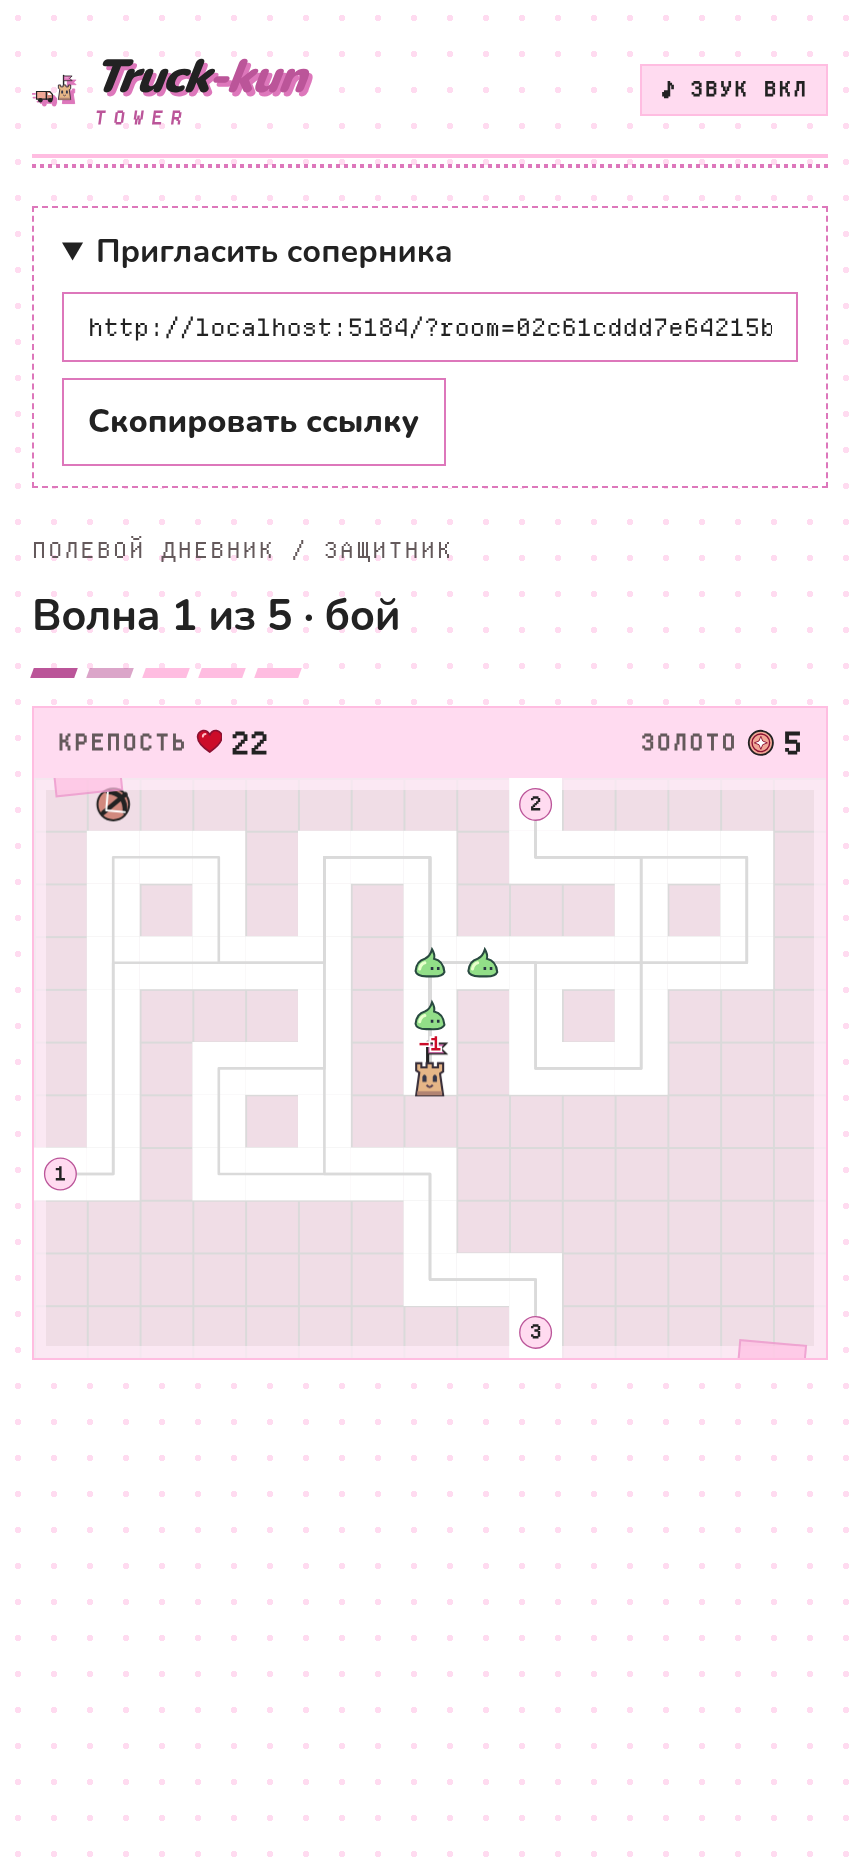 Truck-kun
TOWER
♪ ЗВУК ВКЛ
▼ Пригласить соперника
http://localhost:5184/?room=02c61cddd7e64215b
Скопировать ссылку
ПОЛЕВОЙ ДНЕВНИК / ЗАЩИТНИК
Волна 1 из 5 · бой
КРЕПОСТЬ 22
ЗОЛОТО 5
2
-1
1
3